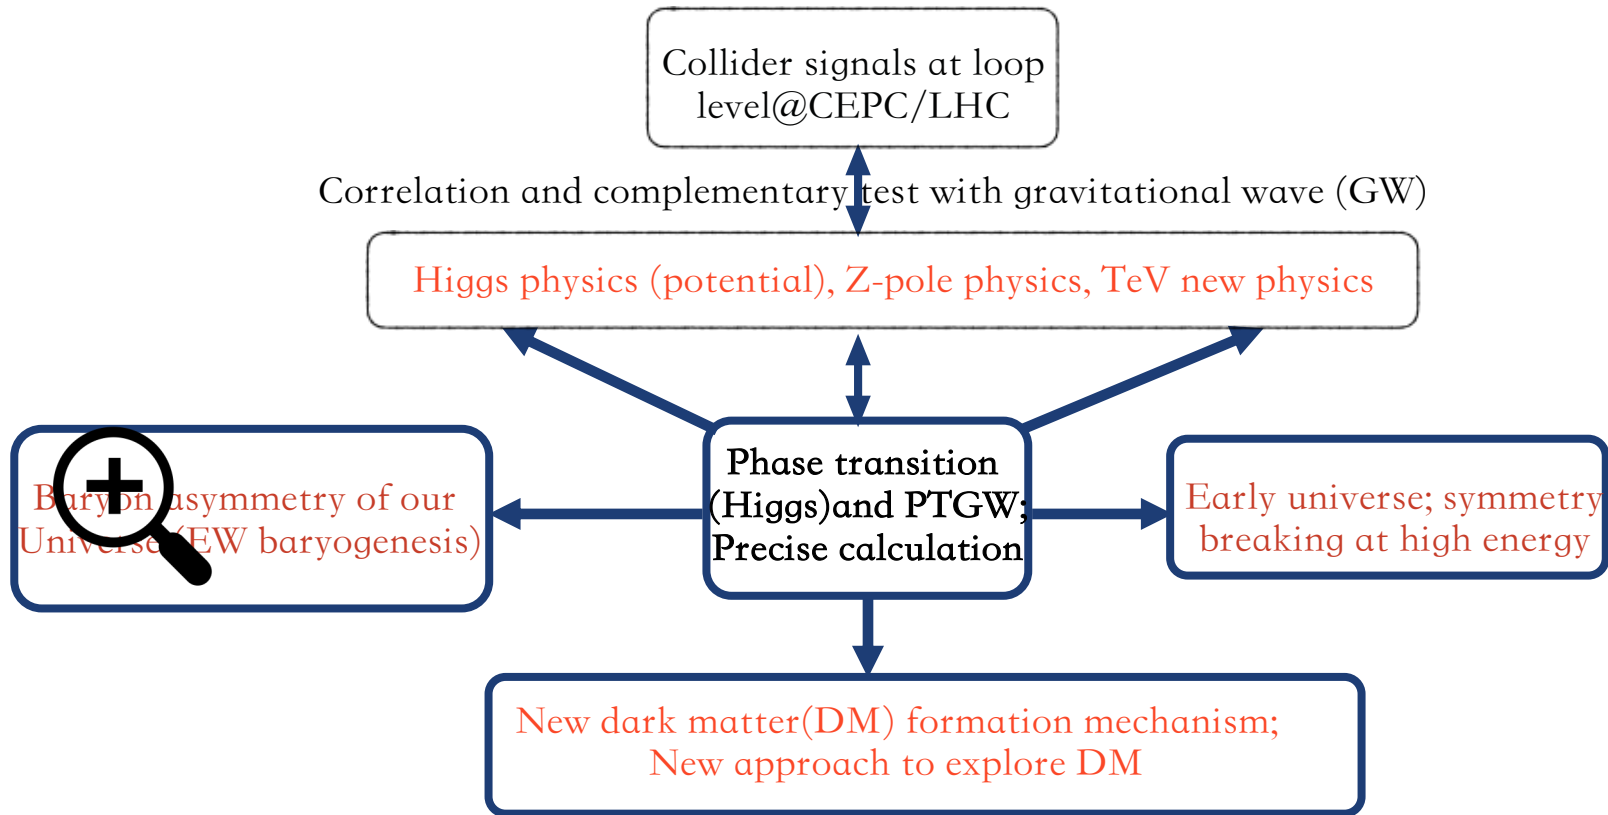 Collider signals at loop
level@CEPC/LHC
Correlation and complementary test with gravitational wave (GW)
Higgs physics (potential), Z-pole physics, TeV new physics
Phase transition
(Higgs)and PTGW;
Precise calculation
Baryon asymmetry of our
Universe (EW baryogenesis)
Early universe; symmetry
breaking at high energy
New dark matter(DM) formation mechanism;
New approach to explore DM